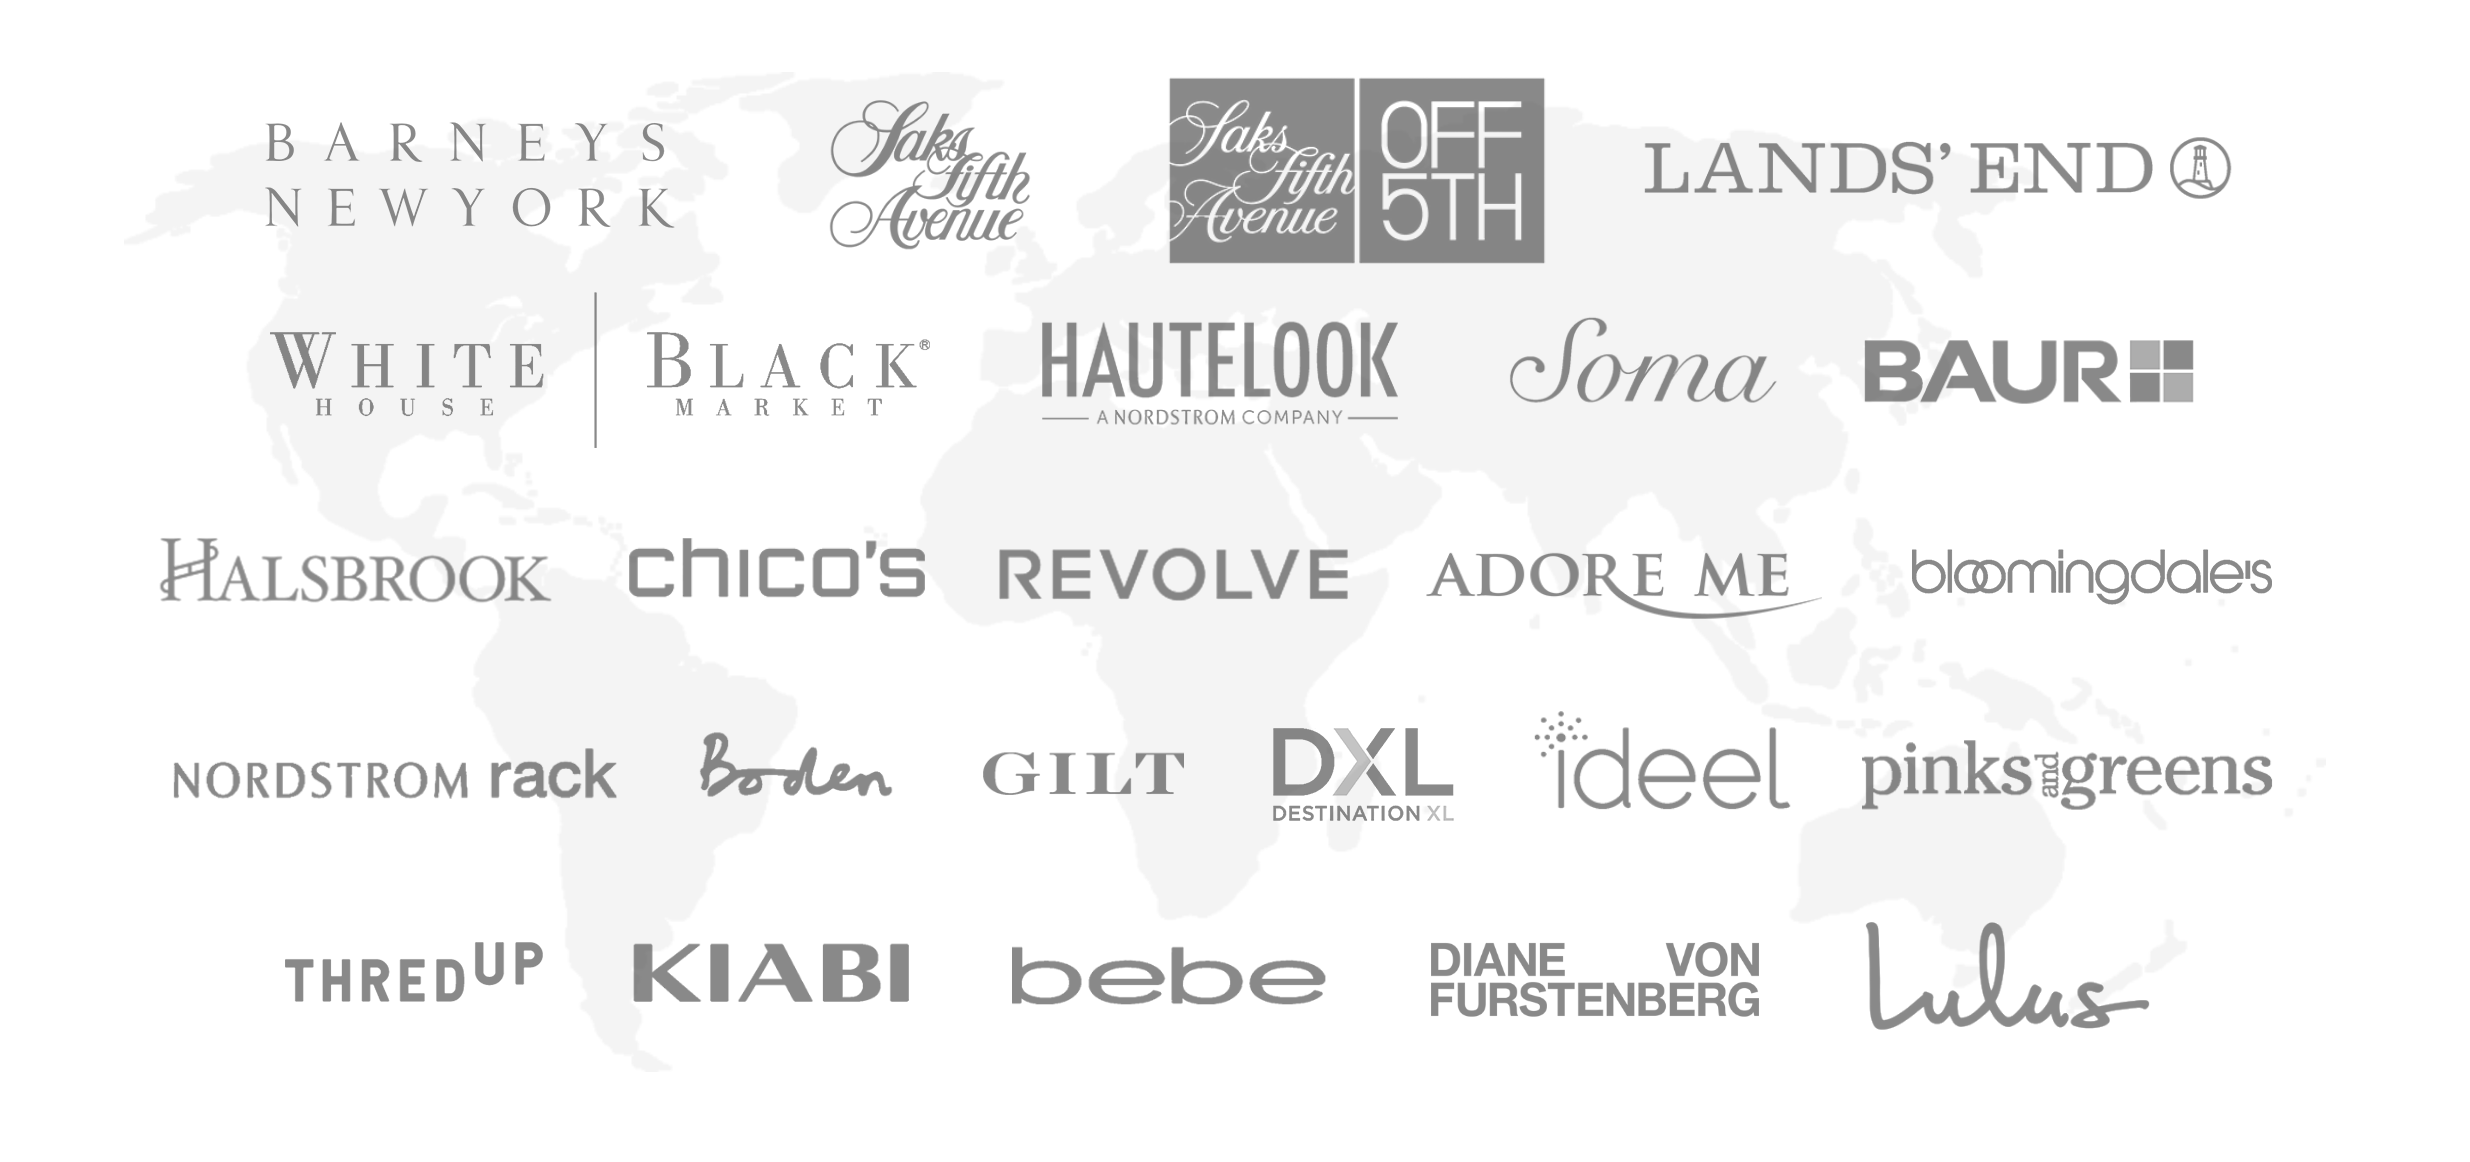 BARNEYS
NEWYORK
Saks
fifth
Avenue
Saks
fifth
Avenue
OFF
5TH
LANDS' END
WHITE
HOUSE
BLACK®
MARKET
HAUTELOOK
A NORDSTROM COMPANY
Soma
BAUR
HALSBROOK
chico's
REVOLVE
ADORE ME
bloomingdale's
NORDSTROM rack
Boden
GILT
DXL
DESTINATION XL
ideel
pinks and greens
THREDUP
KIABI
bebe
DIANE VON
FURSTENBERG
Lulus